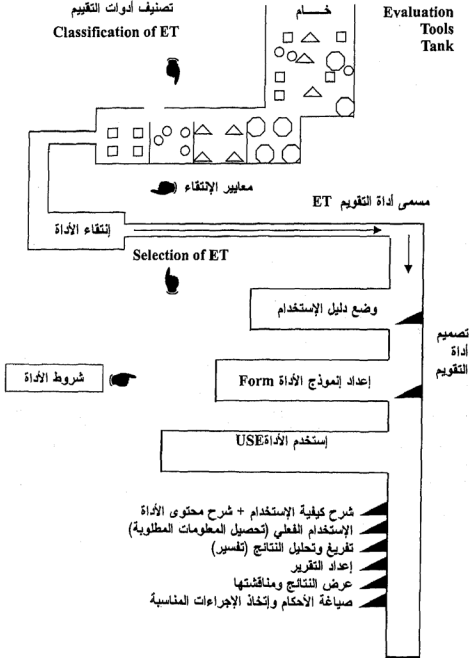 تصنيف أدوات التقييم
Classification of ET
خــــام
Evaluation
Tools
Tank
معايير الإنتقاء
مسمى أداة التقويم ET
إنتقاء الأداة
Selection of ET
وضع دليل الإستخدام
تصميم
أداة
التقويم
إعداد إنموذج الأداة Form
شروط الأداة
إستخدم الأداةUSE
شرح كيفية الإستخدام + شرح محتوى الأداة
الإستخدام الفعلي (تحصيل المعلومات المطلوبة)
تفريغ وتحليل النتائج (تفسير)
إعداد التقرير
عرض النتائج ومناقشتها
صياغة الأحكام وإتخاذ الإجراءات المناسبة